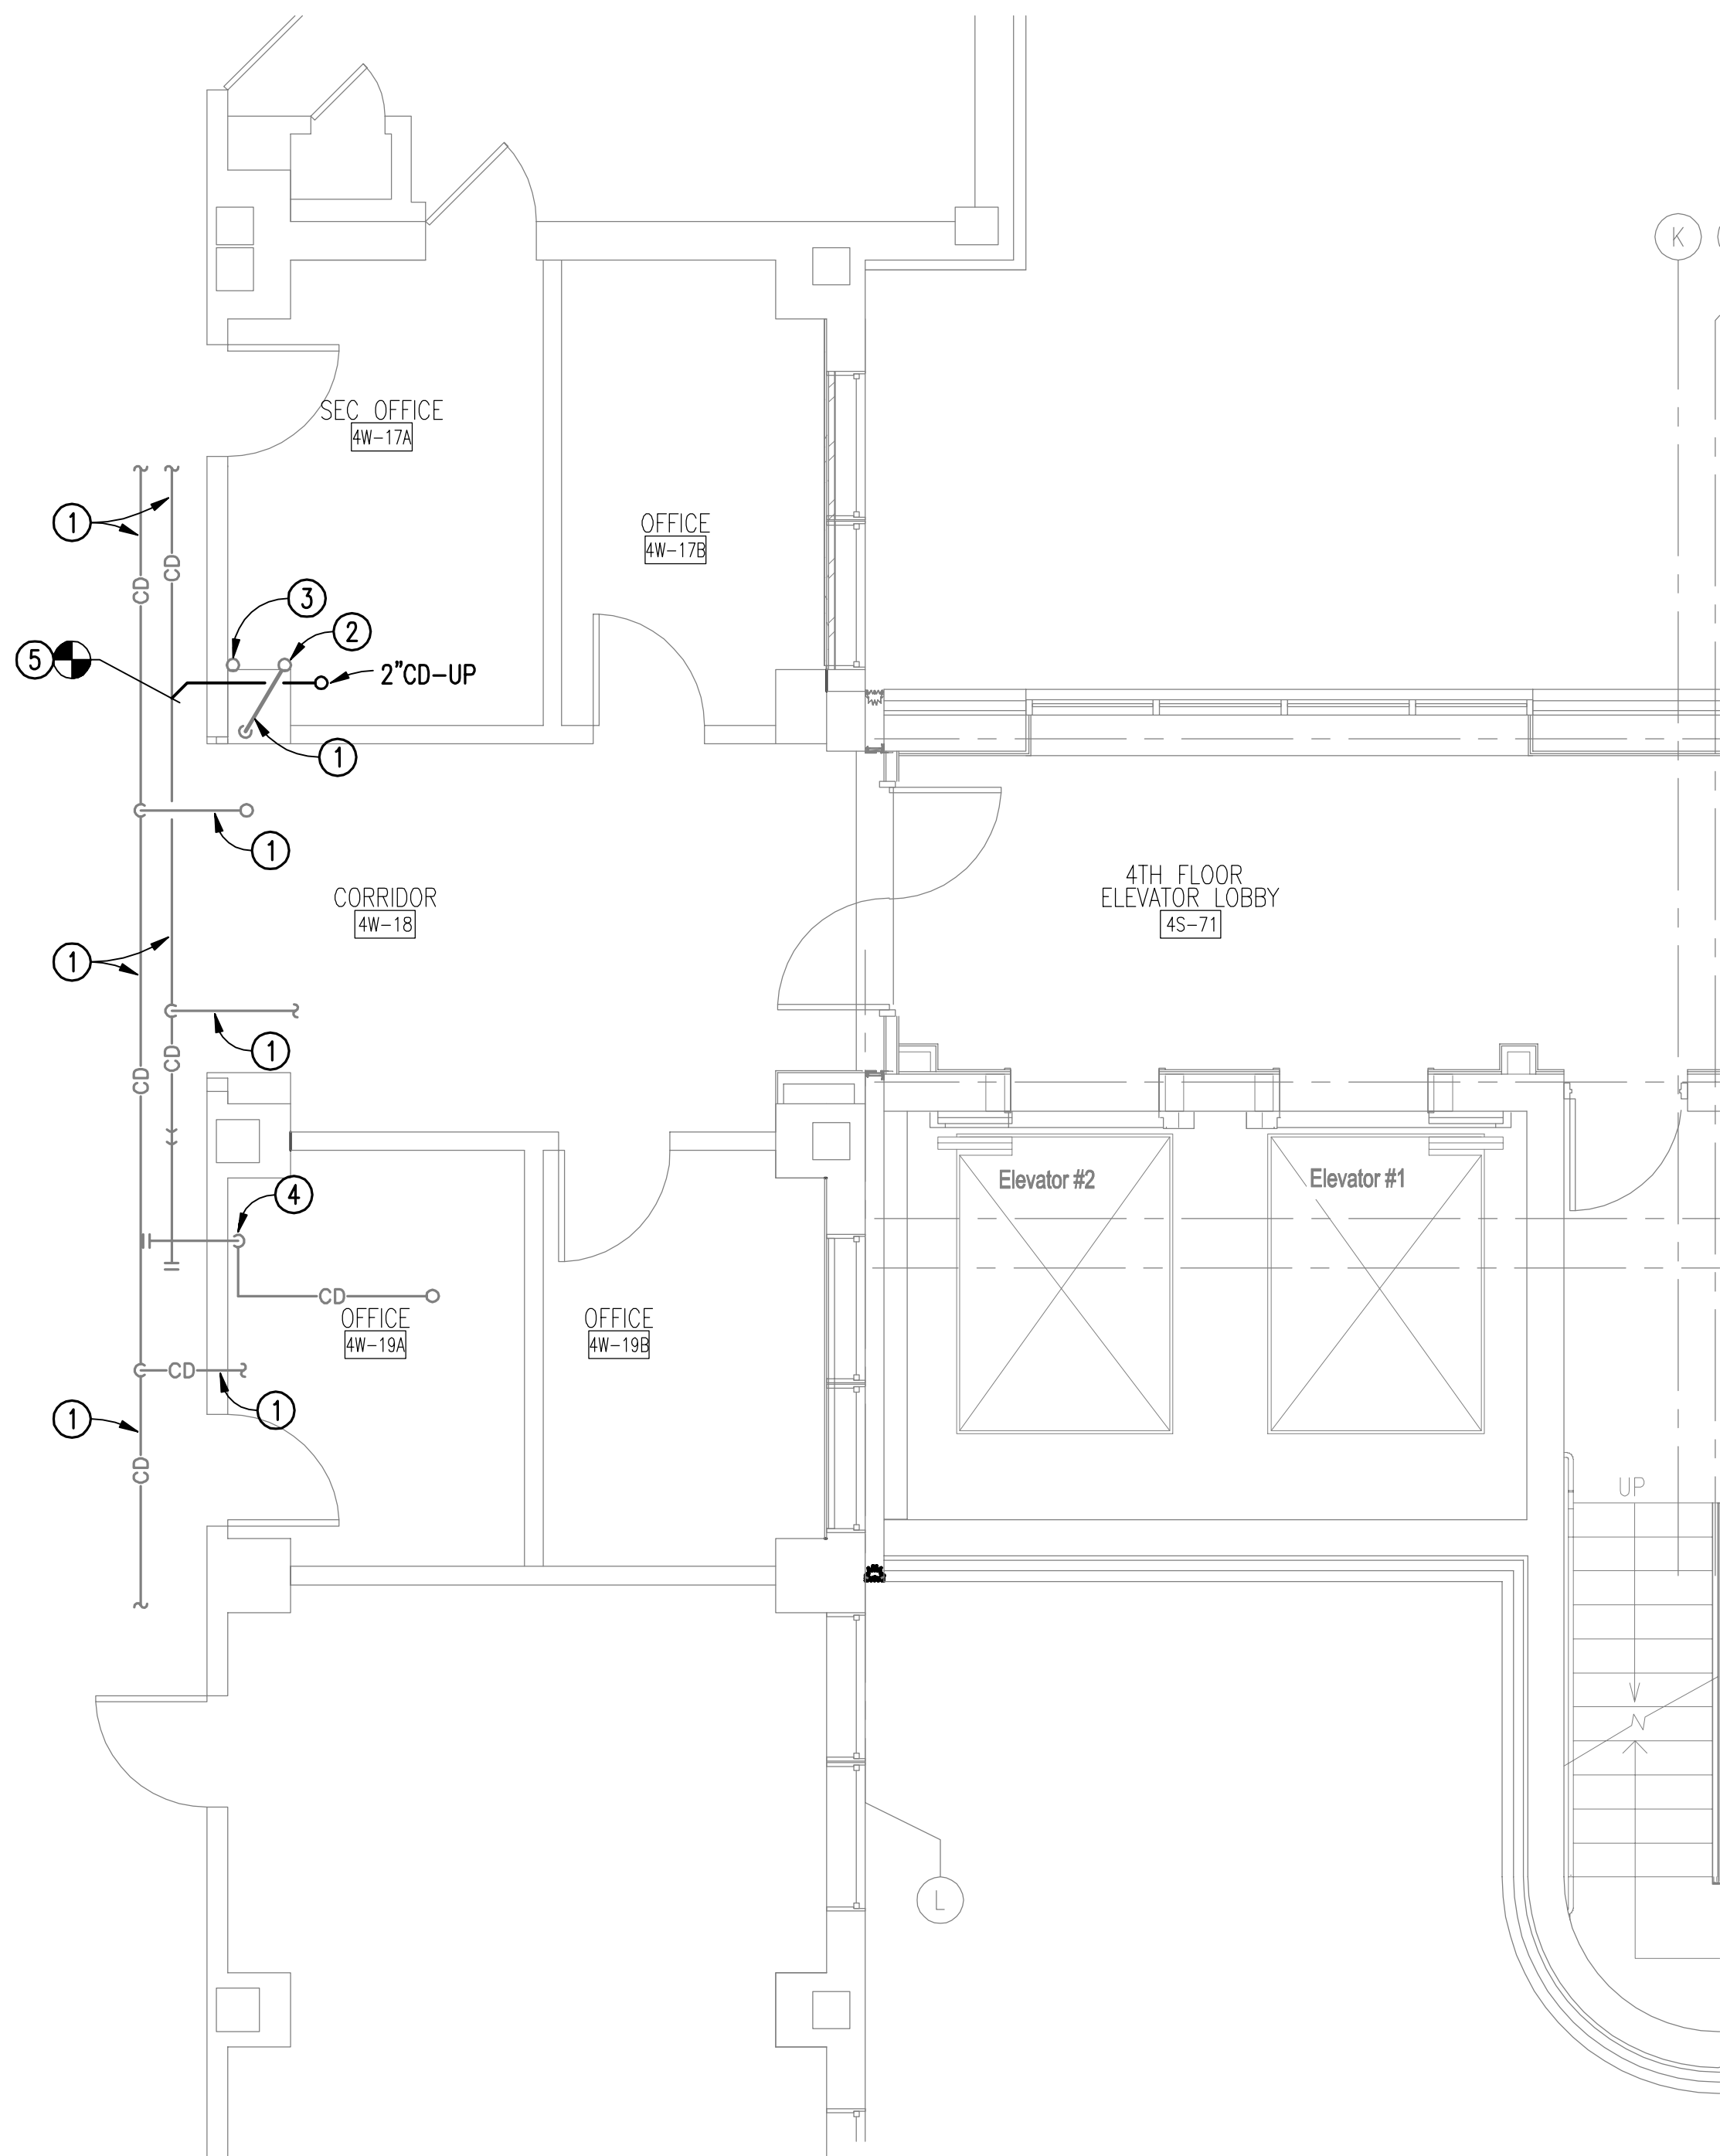 K
SEC OFFICE
4W-17A
OFFICE
4W-17B
1
CD
CD
3
2
5
2"CD-UP
1
1
CORRIDOR
4W-18
4TH FLOOR
ELEVATOR LOBBY
4S-71
1
1
CD
CD
4
Elevator #2
Elevator #1
CD
OFFICE
4W-19A
OFFICE
4W-19B
CD
1
1
CD
UP
L